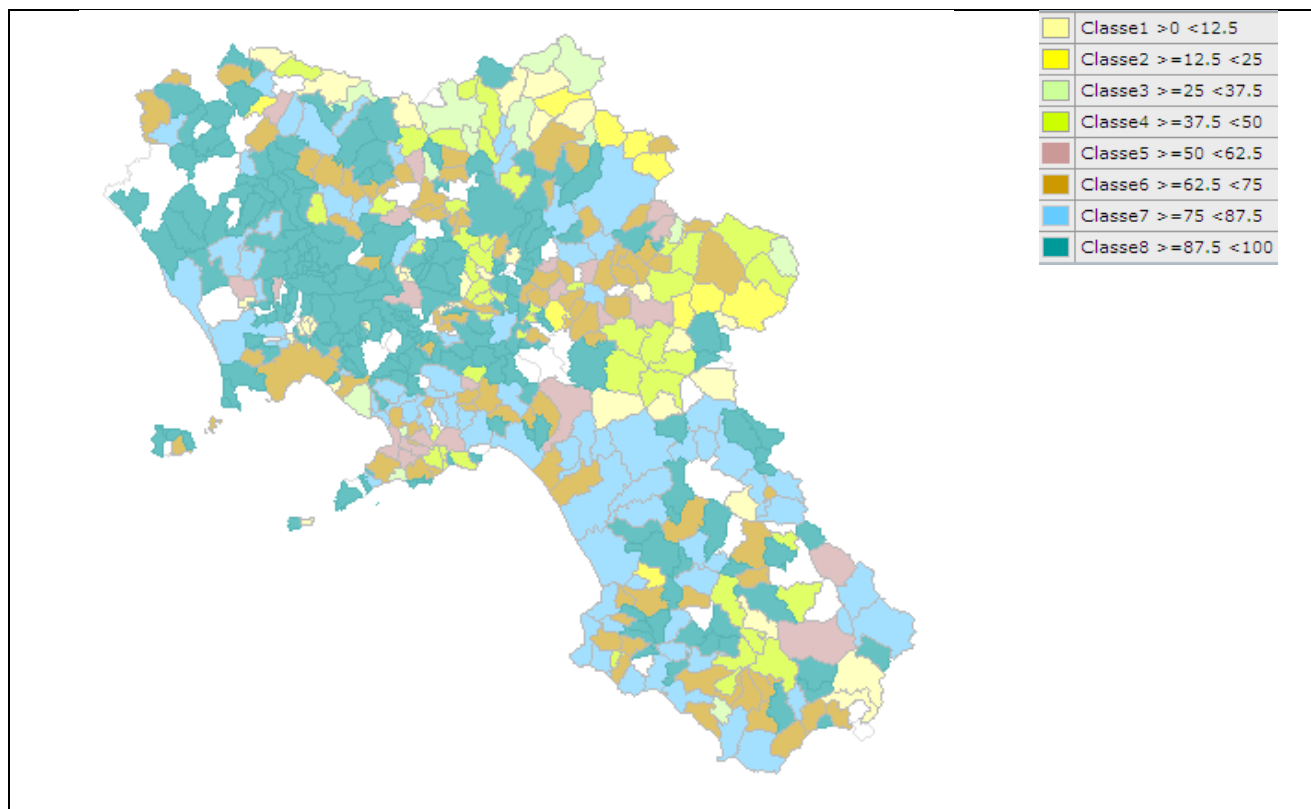 Classe1 >0 <12.5
Classe2 >=12.5 <25
Classe3 >=25 <37.5
Classe4 >=37.5 <50
Classe5 >=50 <62.5
Classe6 >=62.5 <75
Classe7 >=75 <87.5
Classe8 >=87.5 <100